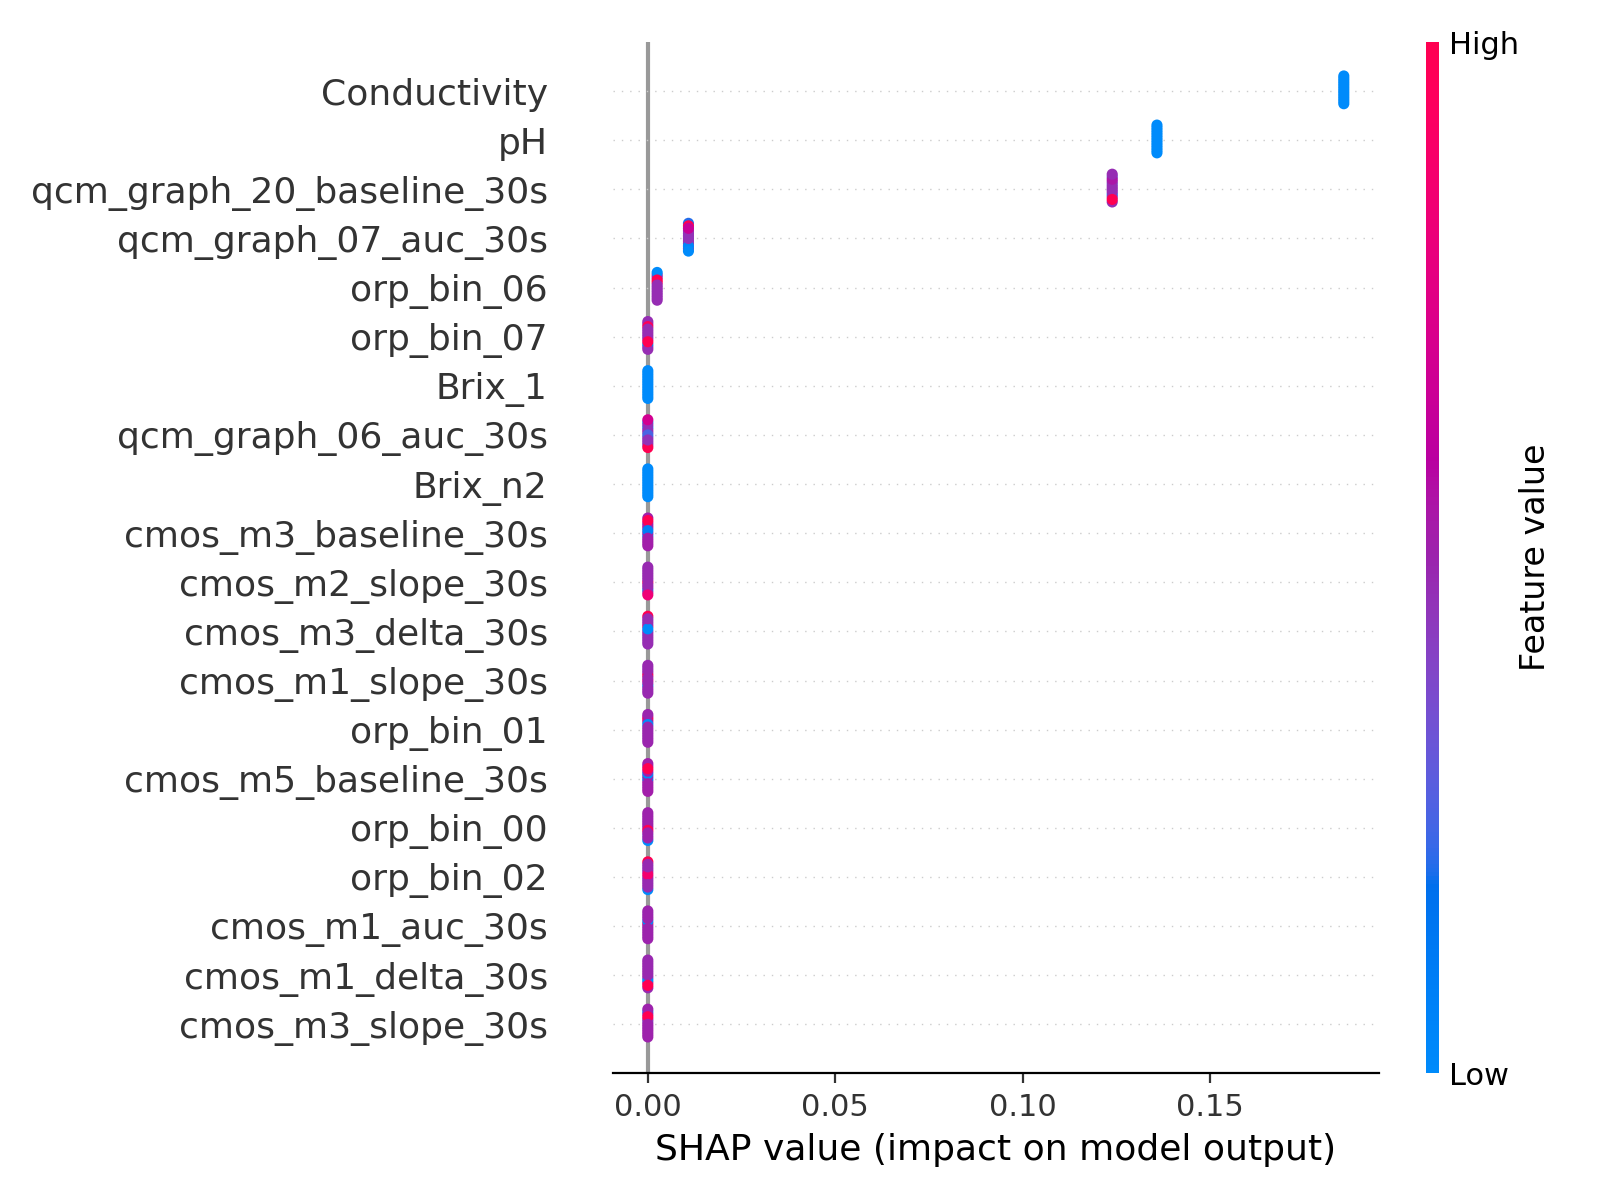 High
Conductivity
pH
qcm_graph_20_baseline_30s
qcm_graph_07_auc_30s
orp_bin_06
orp_bin_07
Brix_1
qcm_graph_06_auc_30s
Brix_n2
cmos_m3_baseline_30s
cmos_m2_slope_30s
cmos_m3_delta_30s
cmos_m1_slope_30s
orp_bin_01
cmos_m5_baseline_30s
orp_bin_00
orp_bin_02
cmos_m1_auc_30s
cmos_m1_delta_30s
cmos_m3_slope_30s
Feature value
Low
0.00 0.05 0.10 0.15
SHAP value (impact on model output)